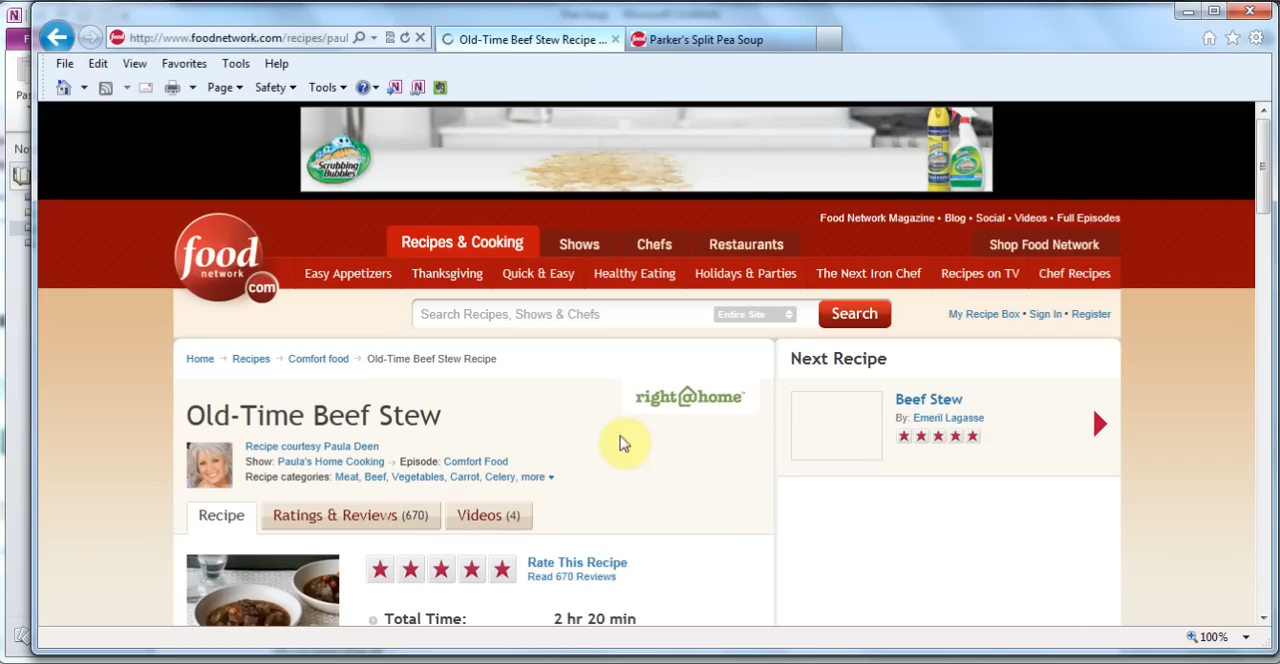 http://www.foodnetwork.com/recipes/paul
Old-Time Beef Stew Recipe ...
Parker's Split Pea Soup
File Edit View Favorites Tools Help
Page Safety Tools
Scrubbing Bubbles
Food Network Magazine • Blog • Social • Videos • Full Episodes
food network com
Recipes & Cooking Shows Chefs Restaurants Shop Food Network
Easy Appetizers Thanksgiving Quick & Easy Healthy Eating Holidays & Parties The Next Iron Chef Recipes on TV Chef Recipes
Search Recipes, Shows & Chefs Entire Site Search My Recipe Box • Sign In • Register
Home → Recipes → Comfort food → Old-Time Beef Stew Recipe
Next Recipe
right@home
Old-Time Beef Stew
Beef Stew
By: Emeril Lagasse
Recipe courtesy Paula Deen
Show: Paula's Home Cooking → Episode: Comfort Food
Recipe categories: Meat, Beef, Vegetables, Carrot, Celery, more
Recipe Ratings & Reviews (670) Videos (4)
Rate This Recipe
Read 670 Reviews
Total Time: 2 hr 20 min
100%